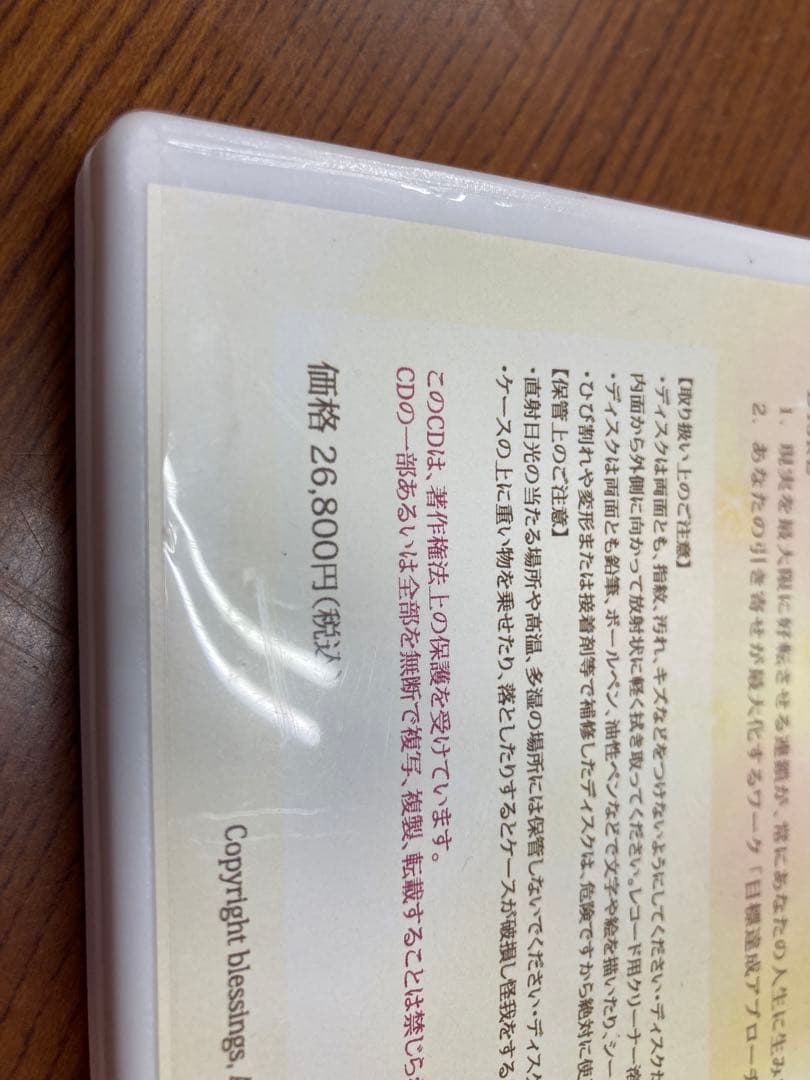 1. 現実を最大限に好転させる連鎖が、常にあなたの人生に生み
2. あなたの引き寄せが最大化するワーク「目標達成アプローチ
【取り扱い上のご注意】
・ディスクは両面とも、指紋、汚れ、キズなどをつけないようにしてください・ディスクが
内面から外側に向かって放射状に軽く拭き取ってください。レコード用クリーナー溶
・ディスクは両面とも鉛筆、ボールペン、油性ペンなどで文字や絵を描いたり、シー
・ひび割れや変形または接着剤等で補修したディスクは、危険ですから絶対に使
【保管上のご注意】
・直射日光の当たる場所や高温、多湿の場所には保管しないでください・ディスク
・ケースの上に重い物を乗せたり、落としたりするとケースが破損し怪我をする
このCDは、著作権法上の保護を受けています。
CDの一部あるいは全部を無断で複写、複製、転載することは禁じら
価格 26,800円(税込)
Copyright blessings,